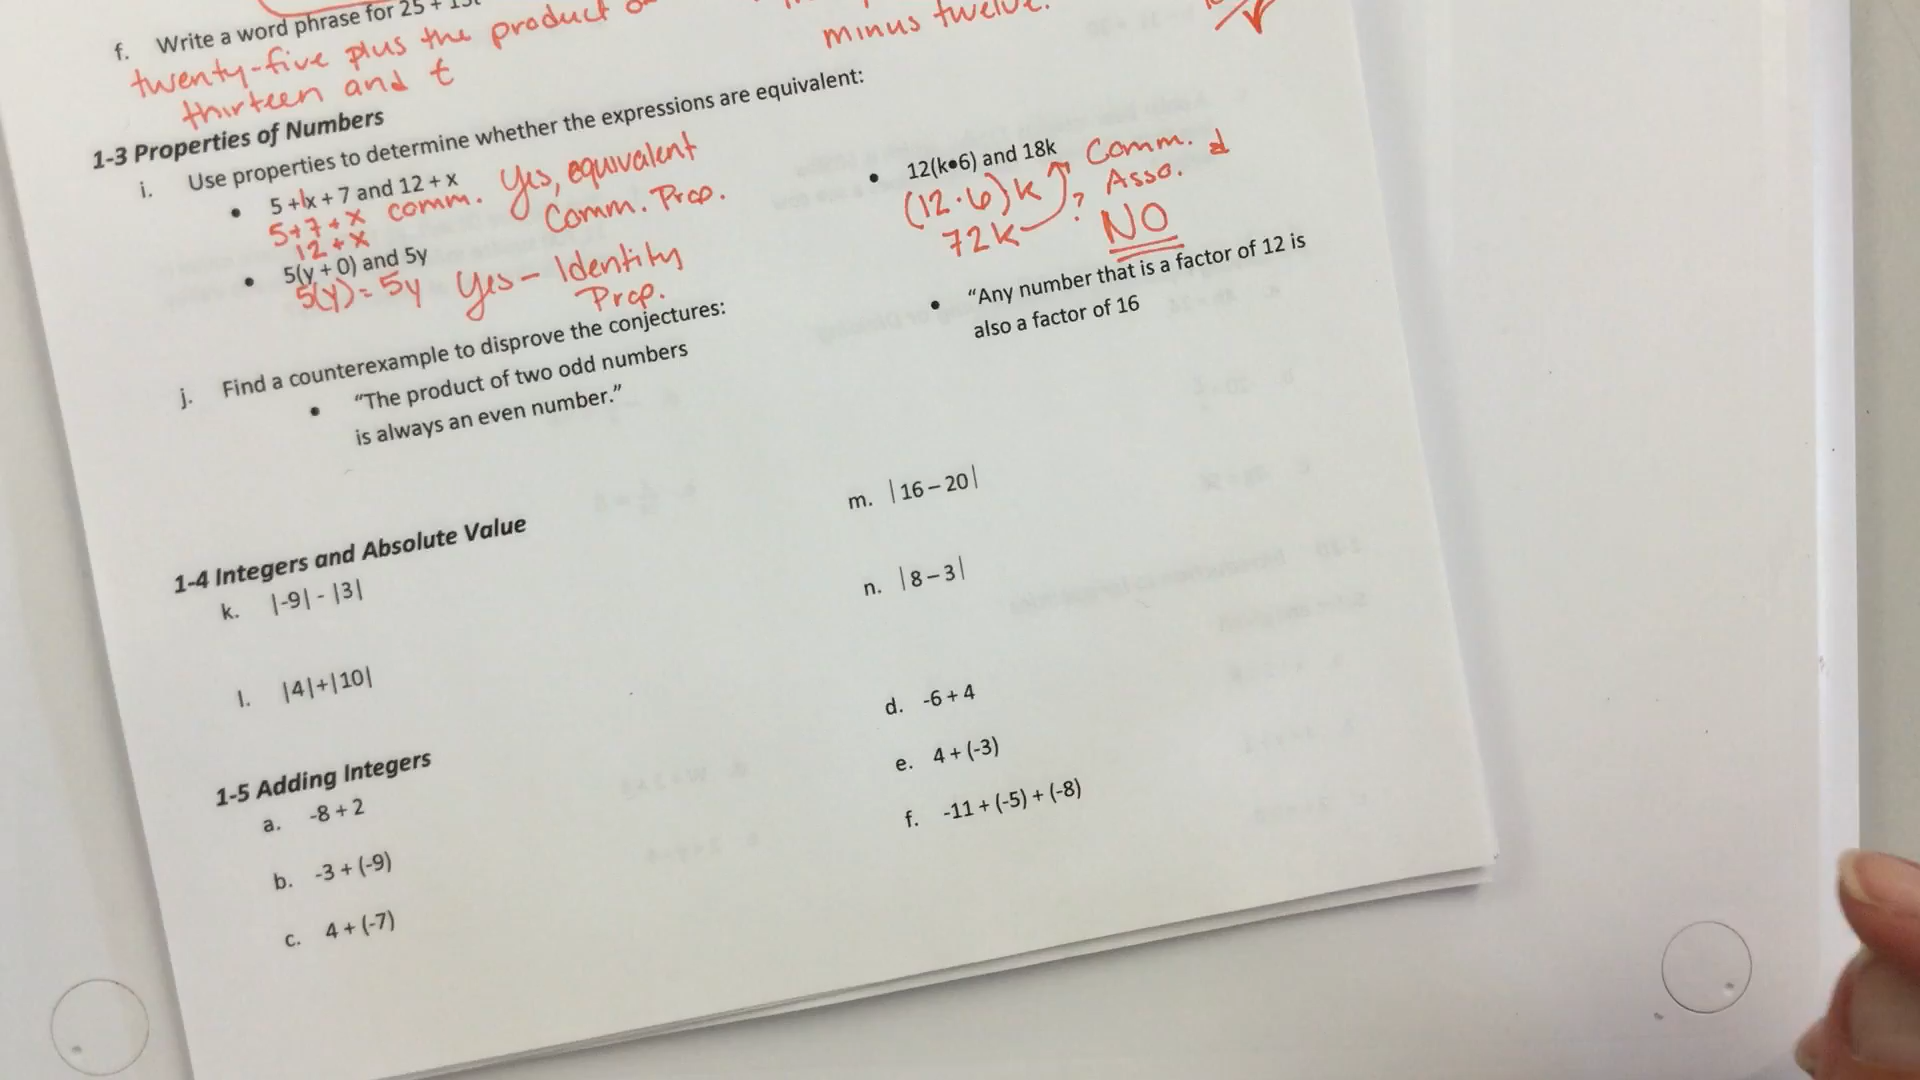 f. Write a word phrase for 25 + 13t
twenty-five plus the product
thirteen and t
minus twelve.
1-3 Properties of Numbers
i. Use properties to determine whether the expressions are equivalent:
• 5 + x + 7 and 12 + x
5+7+x comm. Yes, equivalent
12+x Comm. Prop.
• 5(y + 0) and 5y
5(y)=5y Yes - Identity
Prop.
• 12(k•6) and 18k Comm. &
(12·6)k Asso.
72k ? NO
j. Find a counterexample to disprove the conjectures:
• “The product of two odd numbers
is always an even number.”
• “Any number that is a factor of 12 is
also a factor of 16
1-4 Integers and Absolute Value
k. |-9| - |3|
l. |4|+|10|
m. |16 – 20|
n. |8 – 3|
1-5 Adding Integers
a. -8 + 2
b. -3 + (-9)
c. 4 + (-7)
d. -6 + 4
e. 4 + (-3)
f. -11 + (-5) + (-8)